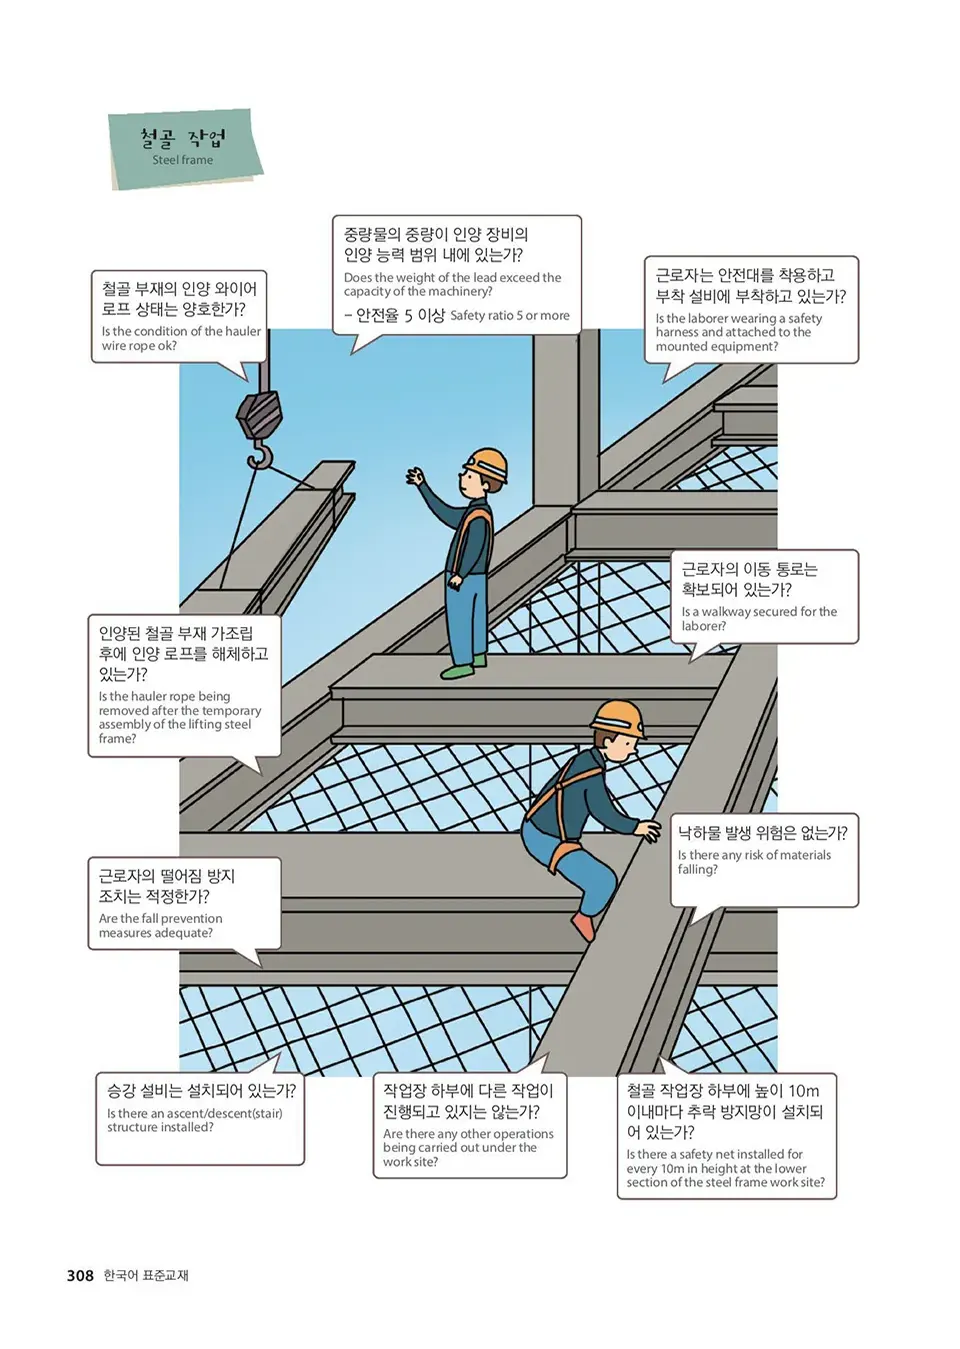 철골 작업
Steel frame
중량물의 중량이 인양 장비의
인양 능력 범위 내에 있는가?
Does the weight of the lead exceed the
capacity of the machinery?
– 안전율 5 이상 Safety ratio 5 or more
철골 부재의 인양 와이어
로프 상태는 양호한가?
Is the condition of the hauler
wire rope ok?
근로자는 안전대를 착용하고
부착 설비에 부착하고 있는가?
Is the laborer wearing a safety
harness and attached to the
mounted equipment?
근로자의 이동 통로는
확보되어 있는가?
Is a walkway secured for the
laborer?
인양된 철골 부재 가조립
후에 인양 로프를 해체하고
있는가?
Is the hauler rope being
removed after the temporary
assembly of the lifting steel
frame?
낙하물 발생 위험은 없는가?
Is there any risk of materials
falling?
근로자의 떨어짐 방지
조치는 적정한가?
Are the fall prevention
measures adequate?
승강 설비는 설치되어 있는가?
Is there an ascent/descent(stair)
structure installed?
작업장 하부에 다른 작업이
진행되고 있지는 않는가?
Are there any other operations
being carried out under the
work site?
철골 작업장 하부에 높이 10m
이내마다 추락 방지망이 설치되
어 있는가?
Is there a safety net installed for
every 10m in height at the lower
section of the steel frame work site?
308 한국어 표준교재